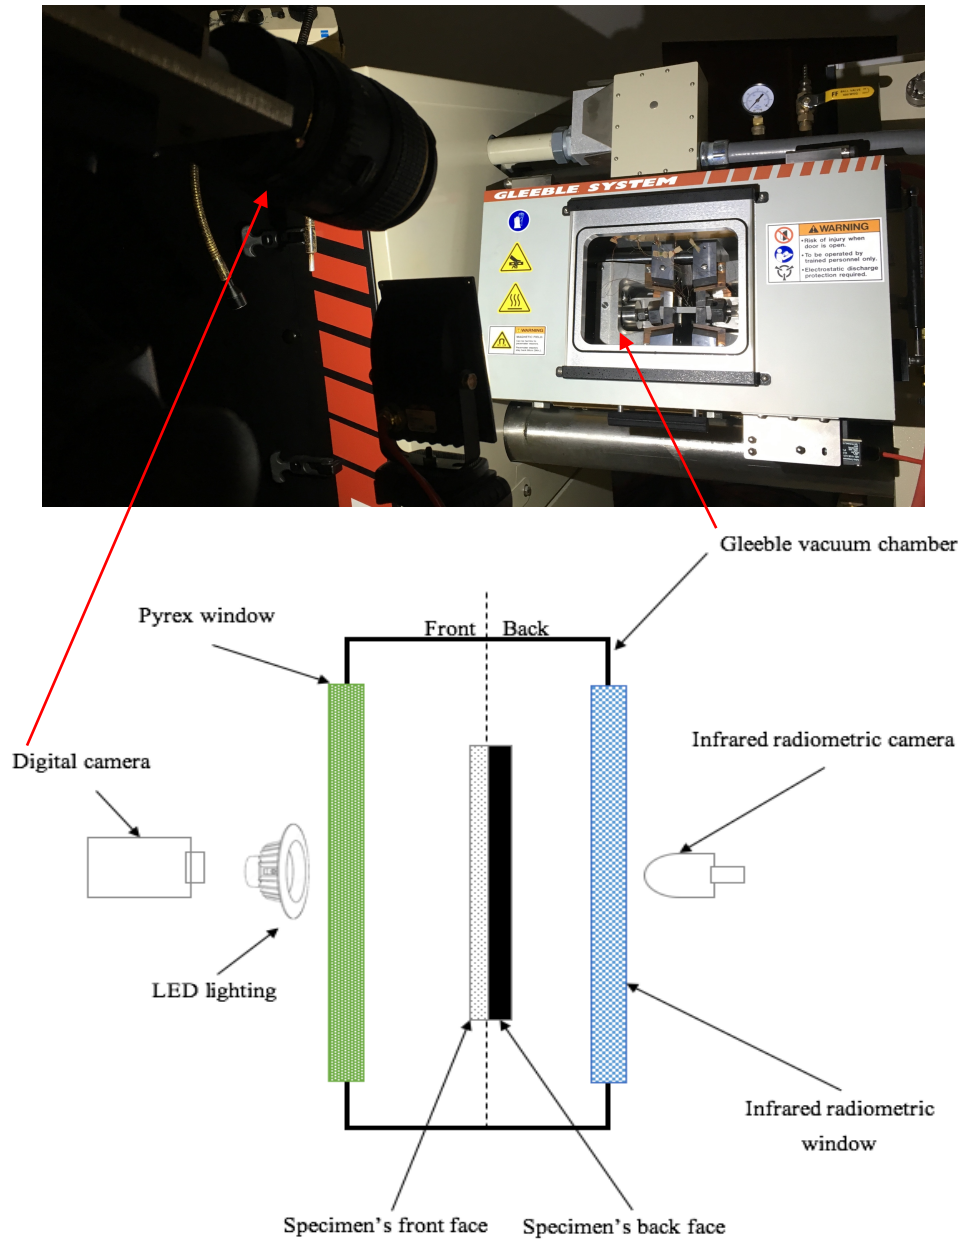 GLEEBLE SYSTEM
WARNING
•Risk of injury when
door is open.
•To be operated by
trained personnel only.
•Electrostatic discharge
protection required.
WARNING
Gleeble vacuum chamber
Pyrex window
Front
Back
Digital camera
Infrared radiometric camera
LED lighting
Infrared radiometric
window
Specimen's front face
Specimen's back face